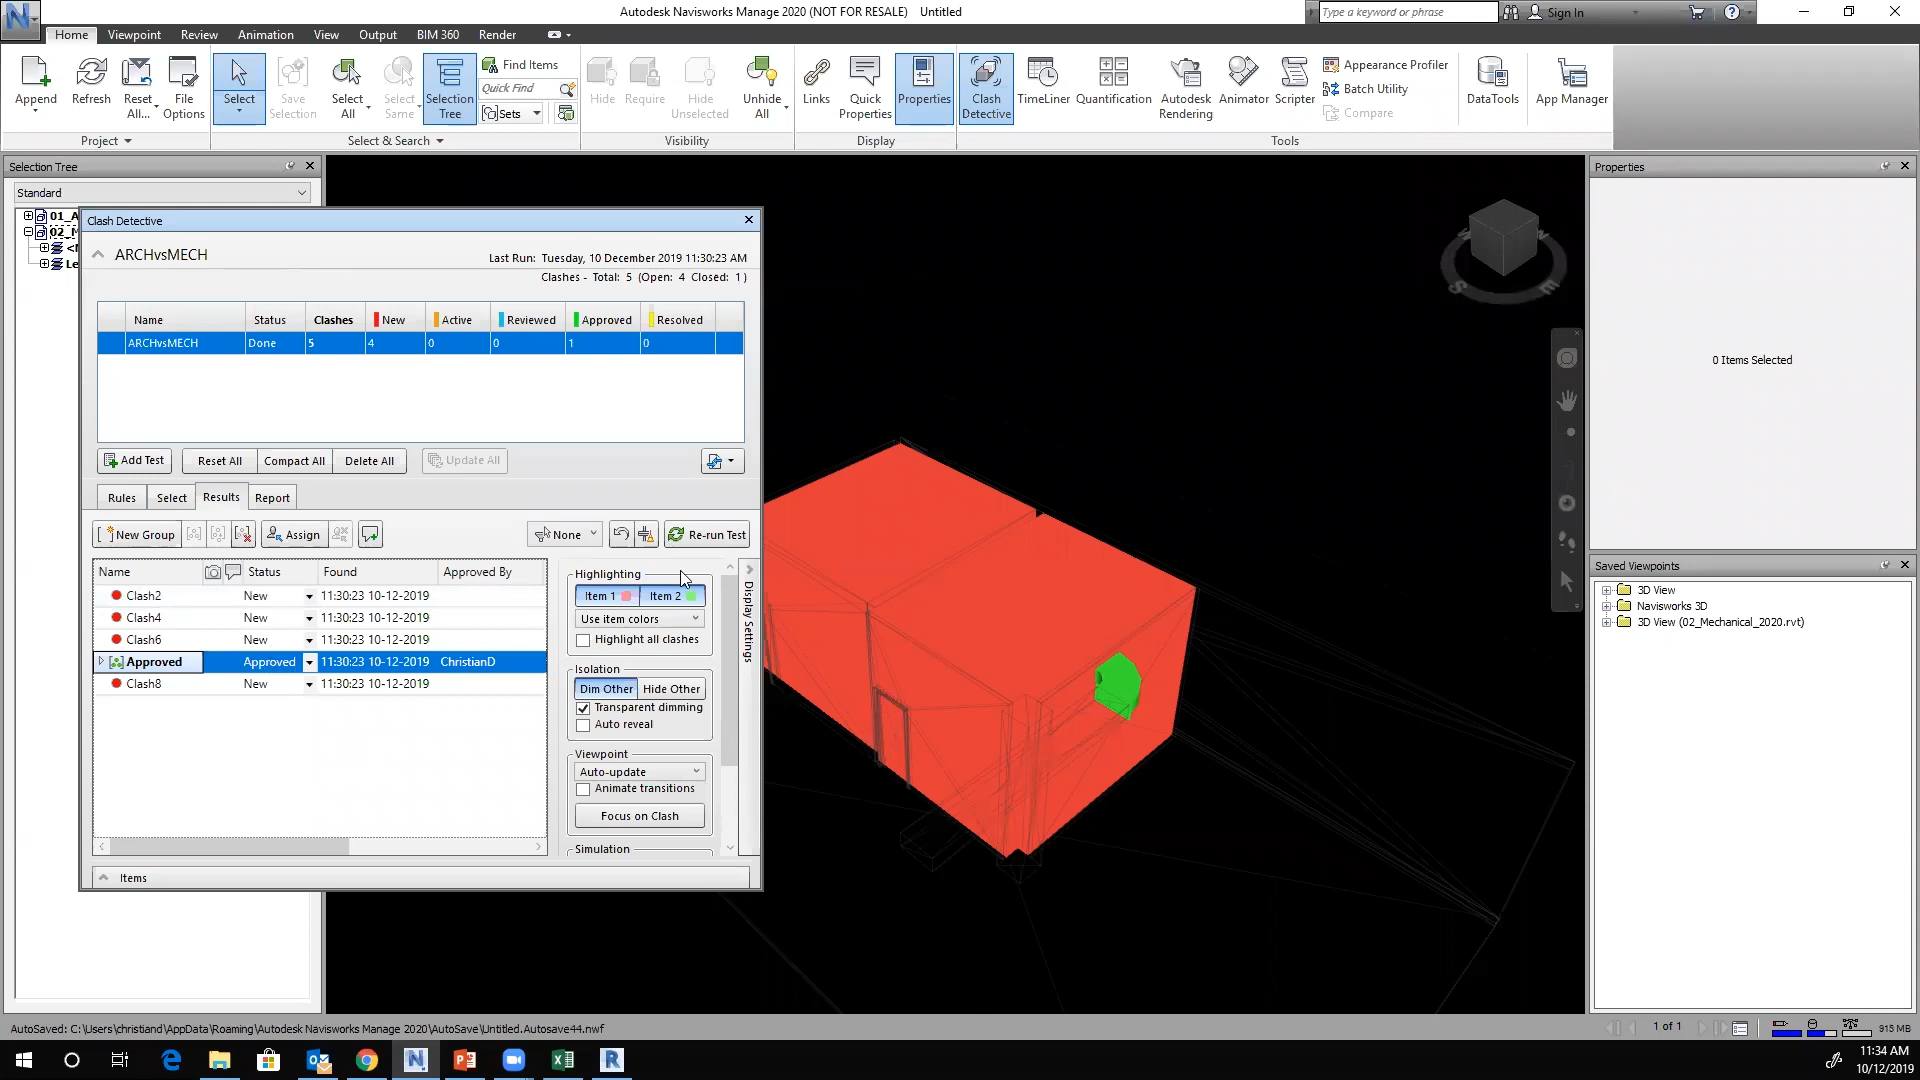 Autodesk Navisworks Manage 2020 (NOT FOR RESALE) Untitled
Type a keyword or phrase
Sign In
Home Viewpoint Review Animation View Output BIM 360 Render
Append Refresh Reset All... File Options
Select Save Selection Select All Select Same Selection Tree
Find Items
Quick Find
Sets
Hide Require Hide Unselected Unhide All
Links Quick Properties Properties
Clash Detective TimeLiner Quantification Autodesk Rendering Animator Scripter
Appearance Profiler
Batch Utility
Compare
DataTools App Manager
Project Select & Search Visibility Display Tools
Selection Tree
Standard
01_A
02_M
Le
Clash Detective
ARCHvsMECH
Last Run: Tuesday, 10 December 2019 11:30:23 AM
Clashes - Total: 5 (Open: 4 Closed: 1 )
Name Status Clashes New Active Reviewed Approved Resolved
ARCHvsMECH Done 5 4 0 0 1 0
Add Test Reset All Compact All Delete All Update All
Rules Select Results Report
New Group Assign None Re-run Test
Name Status Found Approved By
Clash2 New 11:30:23 10-12-2019
Clash4 New 11:30:23 10-12-2019
Clash6 New 11:30:23 10-12-2019
Approved Approved 11:30:23 10-12-2019 ChristianD
Clash8 New 11:30:23 10-12-2019
Highlighting
Item 1 Item 2
Use item colors
Highlight all clashes
Isolation
Dim Other Hide Other
Transparent dimming
Auto reveal
Viewpoint
Auto-update
Animate transitions
Focus on Clash
Simulation
Display Settings
Items
N
S E
Properties
0 Items Selected
Saved Viewpoints
3D View
Navisworks 3D
3D View (02_Mechanical_2020.rvt)
AutoSaved: C:\Users\christiand\AppData\Roaming\Autodesk Navisworks Manage 2020\AutoSave\Untitled.Autosave44.nwf
1 of 1
915 MB
11:34 AM
10/12/2019